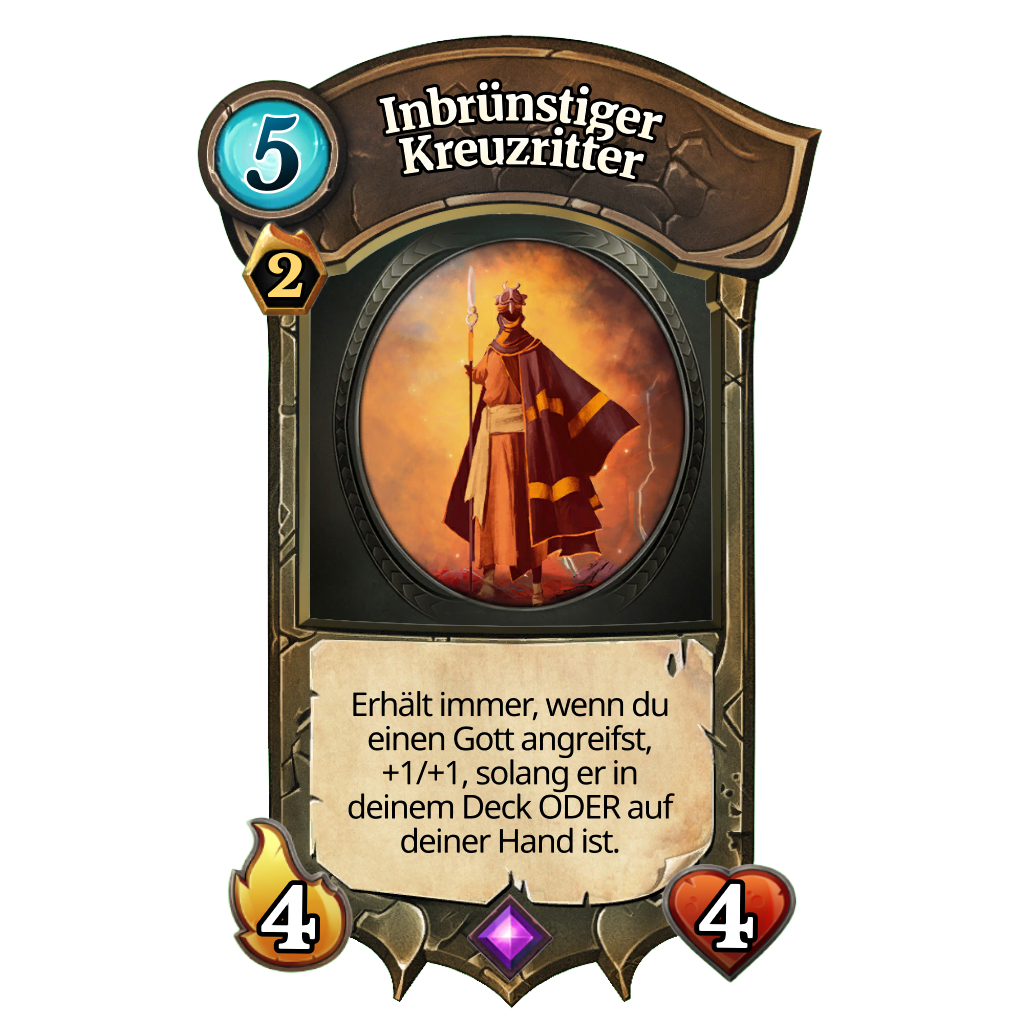 5
Inbrünstiger
Kreuzritter
2
Erhält immer, wenn du
einen Gott angreifst,
+1/+1, solang er in
deinem Deck ODER auf
deiner Hand ist.
4
4